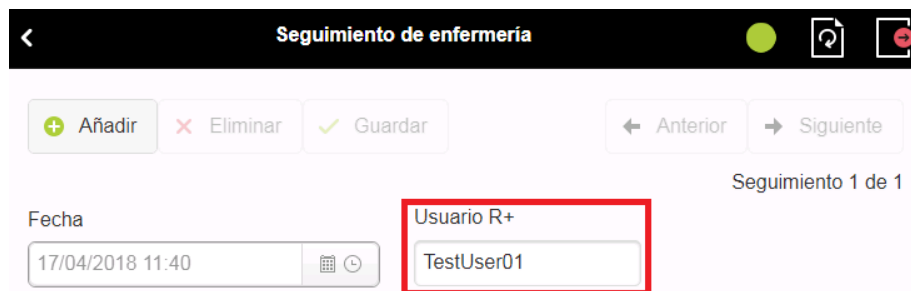 Seguimiento de enfermería
Añadir Eliminar Guardar Anterior Siguiente
Seguimiento 1 de 1
Fecha Usuario R+
17/04/2018 11:40 TestUser01